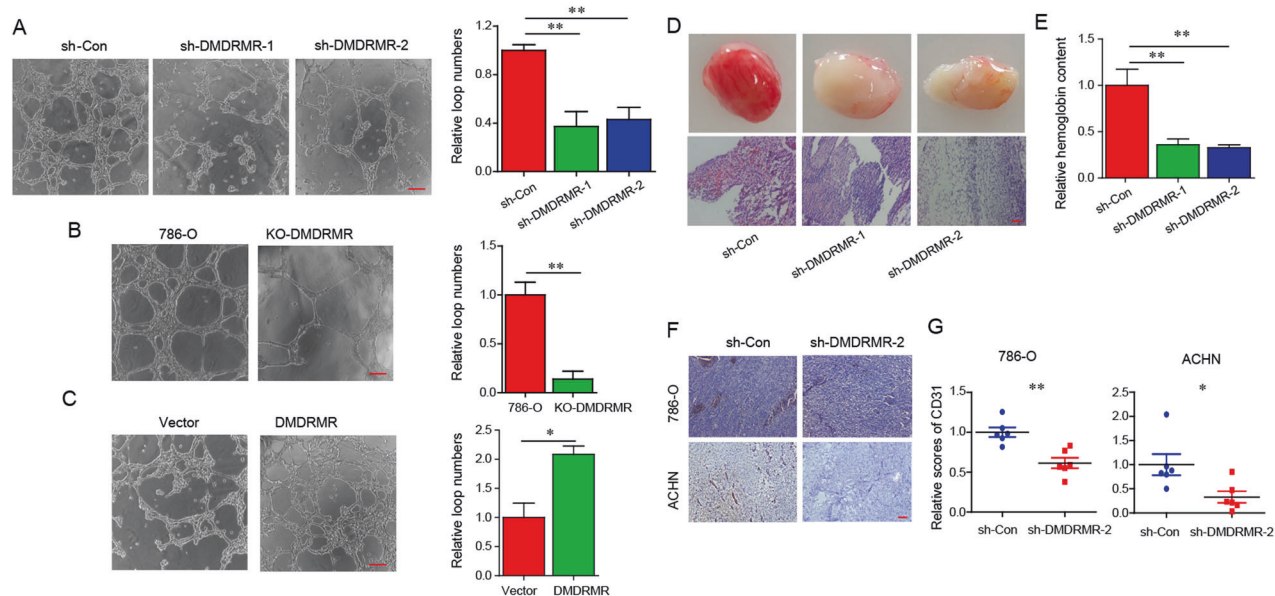 A
sh-Con sh-DMDRMR-1 sh-DMDRMR-2
Relative loop numbers
** **
1.2
0.8
0.4
0.0
sh-Con sh-DMDRMR-1 sh-DMDRMR-2
B
786-O KO-DMDRMR
Relative loop numbers
**
1.5
1.0
0.5
0.0
786-O KO-DMDRMR
C
Vector DMDRMR
Relative loop numbers
*
2.5
2.0
1.5
1.0
0.5
0.0
Vector DMDRMR
D
sh-Con sh-DMDRMR-1 sh-DMDRMR-2
E
Relative hemoglobin content
** **
1.5
1.0
0.5
0.0
sh-Con sh-DMDRMR-1 sh-DMDRMR-2
F
sh-Con sh-DMDRMR-2
786-O
ACHN
G
786-O
Relative scores of CD31
**
1.5
1.0
0.5
0.0
sh-Con sh-DMDRMR-2
ACHN
*
2.5
2.0
1.5
1.0
0.5
0.0
sh-Con sh-DMDRMR-2